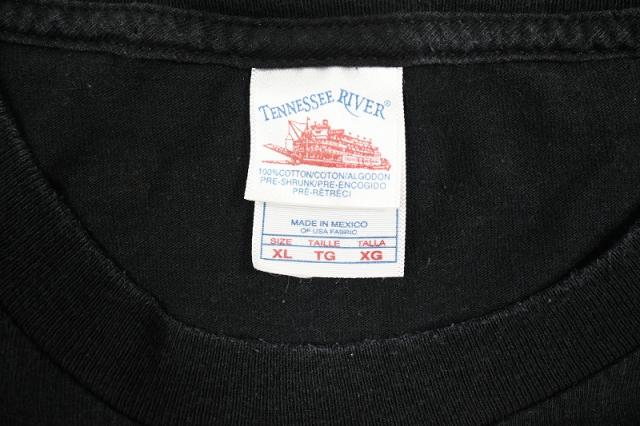 TENNESSEE RIVER®
100% COTTON/COTON/ALGODON
PRE-SHRUNK/PRE-ENCOGIDO
PRÉ-RÉTRÉCI
MADE IN MEXICO
OF USA FABRIC
SIZE TAILLE TALLA
XL TG XG